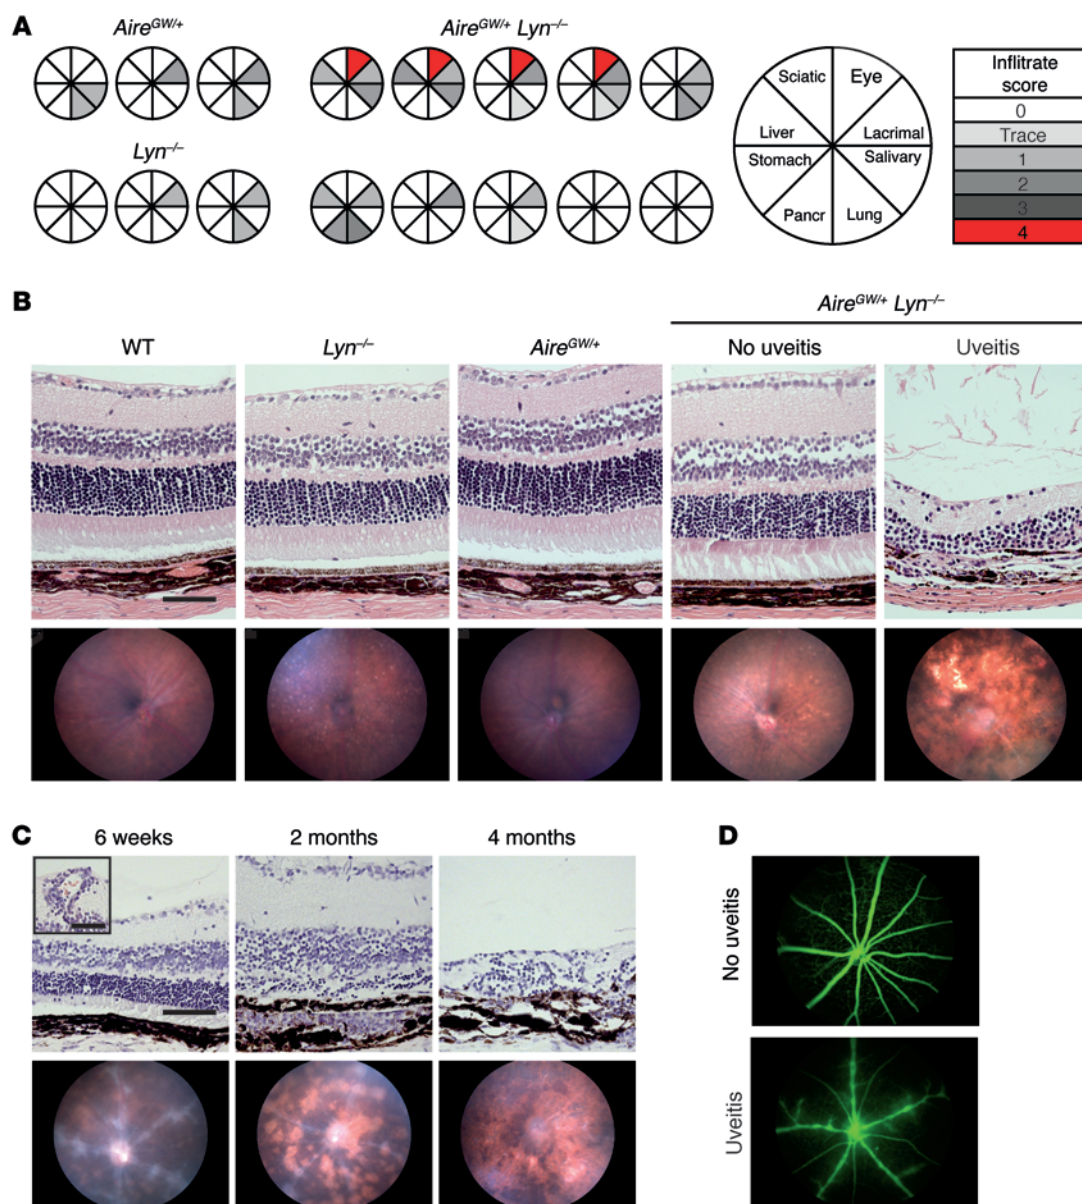 A
Aire^GW/+
Aire^GW/+ Lyn^–/–
Lyn^–/–
Sciatic
Eye
Liver
Lacrimal
Stomach
Salivary
Pancr
Lung
Inflitrate
score
0
Trace
1
2
3
4
B
Aire^GW/+ Lyn^–/–
WT
Lyn^–/–
Aire^GW/+
No uveitis
Uveitis
C
6 weeks
2 months
4 months
D
No uveitis
Uveitis